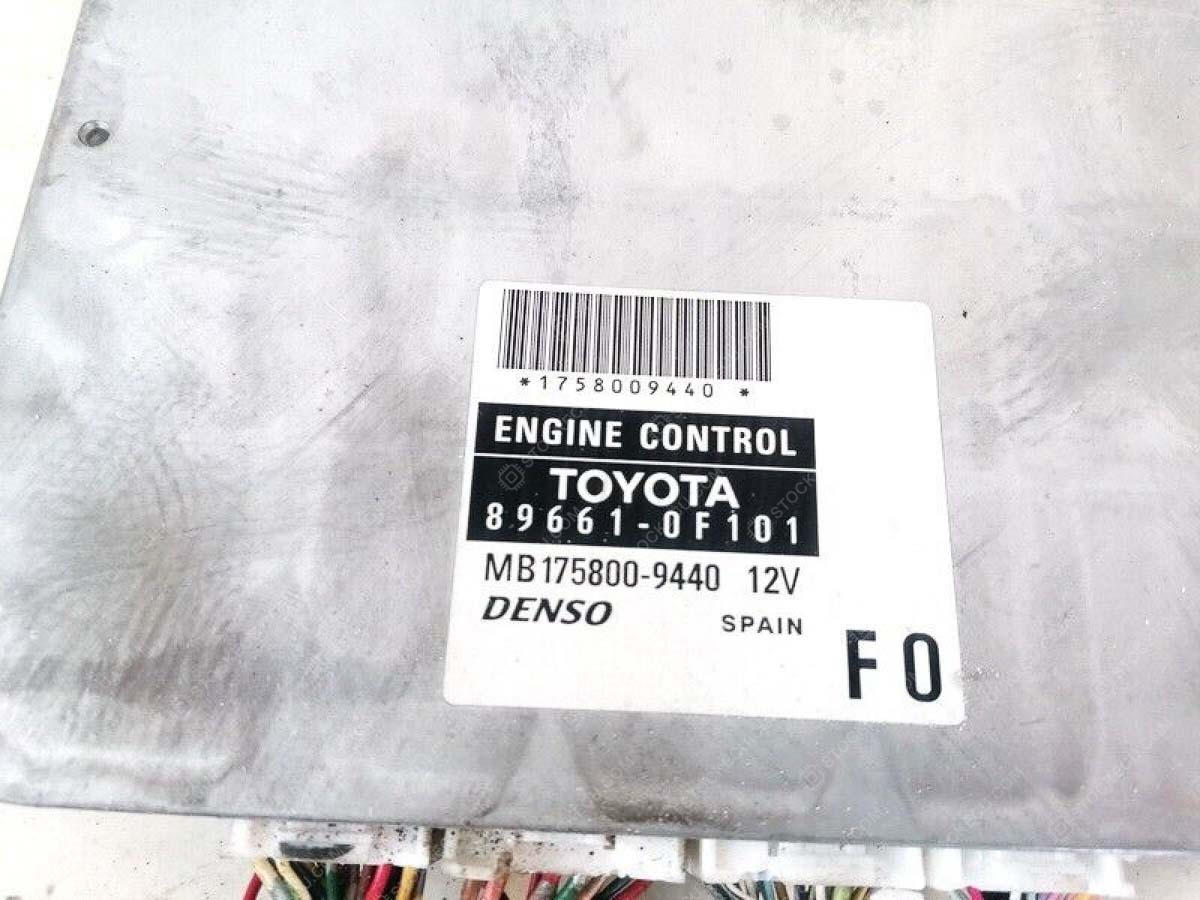 *1758009440 *
ENGINE CONTROL
TOYOTA
89661-0F101
MB175800-9440 12V
DENSO SPAIN
F0